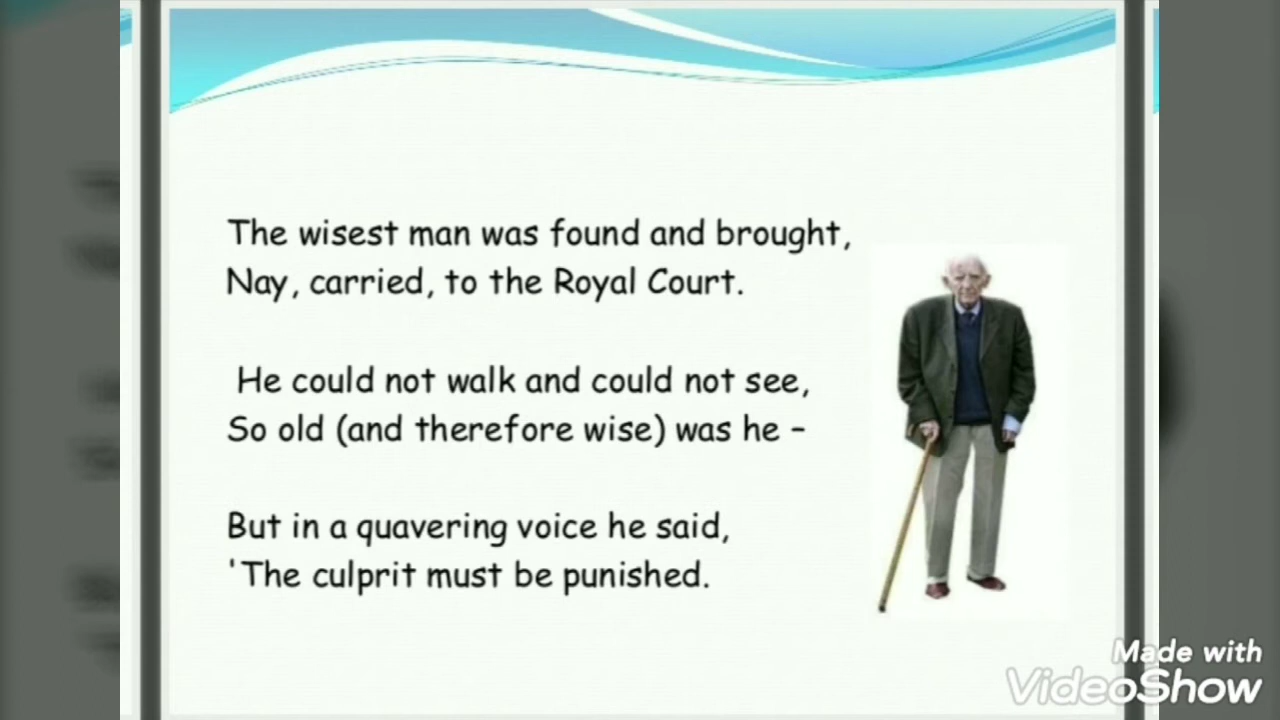 The wisest man was found and brought,
Nay, carried, to the Royal Court.
He could not walk and could not see,
So old (and therefore wise) was he –
But in a quavering voice he said,
'The culprit must be punished.
Made with
VideoShow